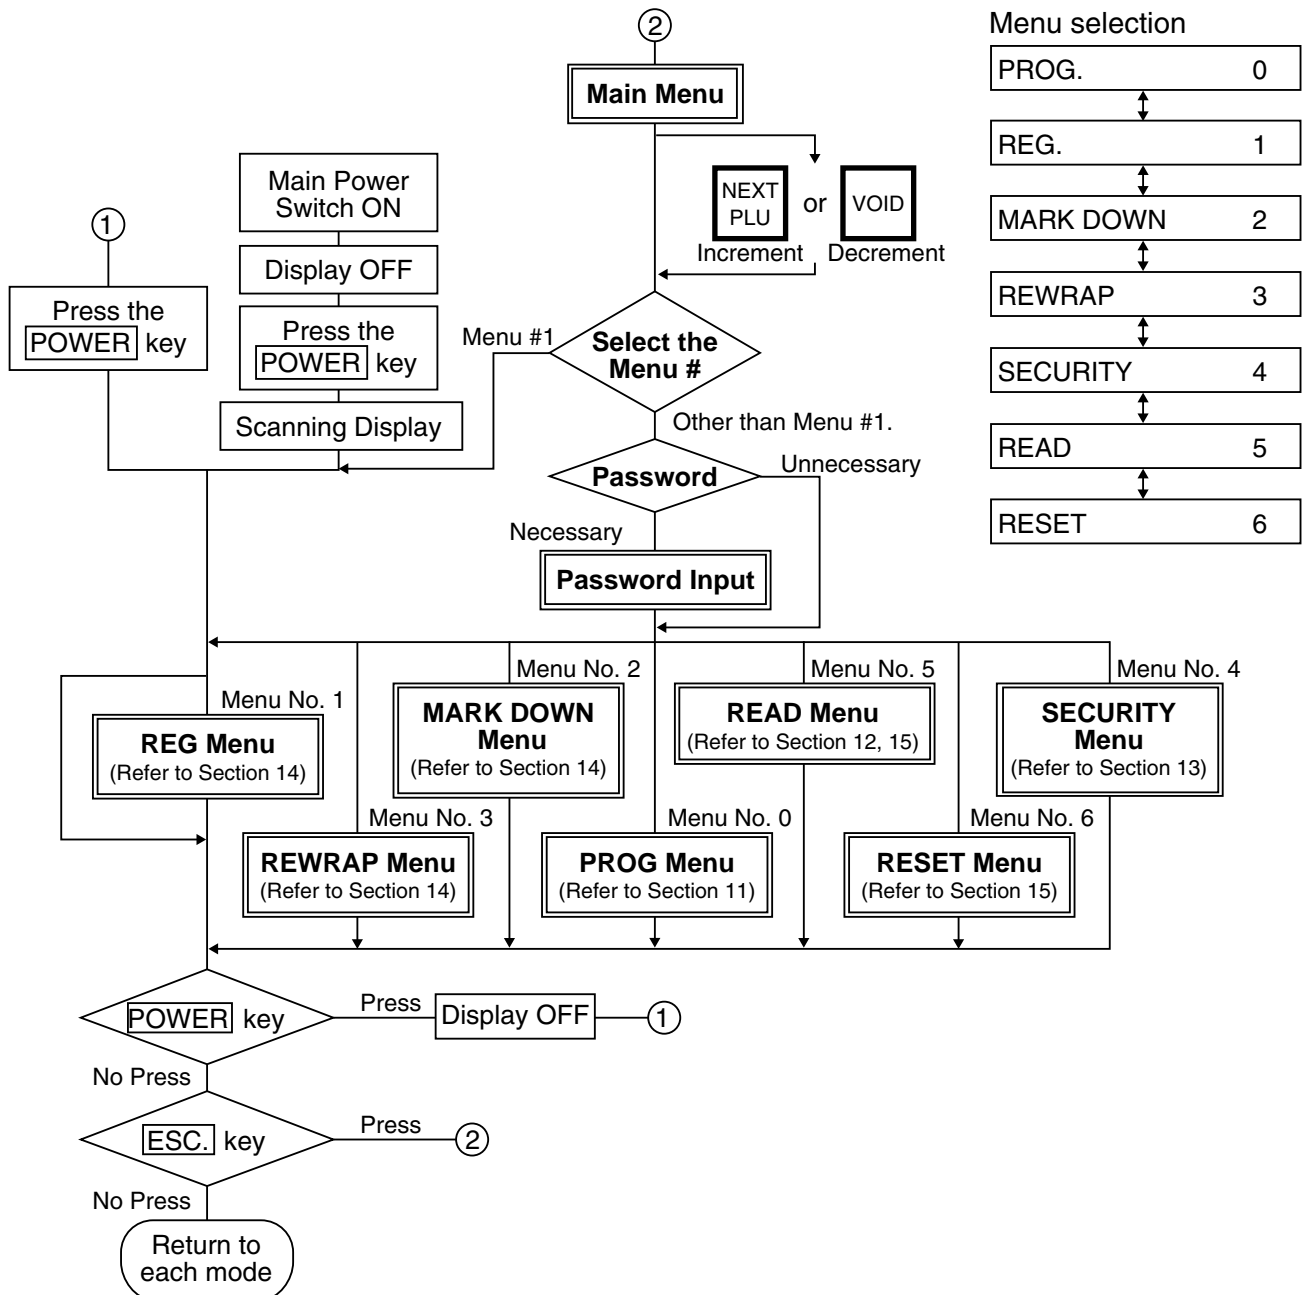 2
Menu selection
Main Menu
PROG. 0
REG. 1
MARK DOWN 2
REWRAP 3
SECURITY 4
READ 5
RESET 6
NEXT
PLU
or
VOID
Increment
Decrement
Main Power
Switch ON
Display OFF
Press the
POWER key
Scanning Display
1
Press the
POWER key
Menu #1
Select the
Menu #
Other than Menu #1.
Password
Unnecessary
Necessary
Password Input
Menu No. 1
REG Menu
(Refer to Section 14)
Menu No. 2
MARK DOWN
Menu
(Refer to Section 14)
Menu No. 5
READ Menu
(Refer to Section 12, 15)
Menu No. 4
SECURITY
Menu
(Refer to Section 13)
Menu No. 3
REWRAP Menu
(Refer to Section 14)
Menu No. 0
PROG Menu
(Refer to Section 11)
Menu No. 6
RESET Menu
(Refer to Section 15)
POWER key
Press
Display OFF
1
No Press
ESC. key
Press
2
No Press
Return to
each mode